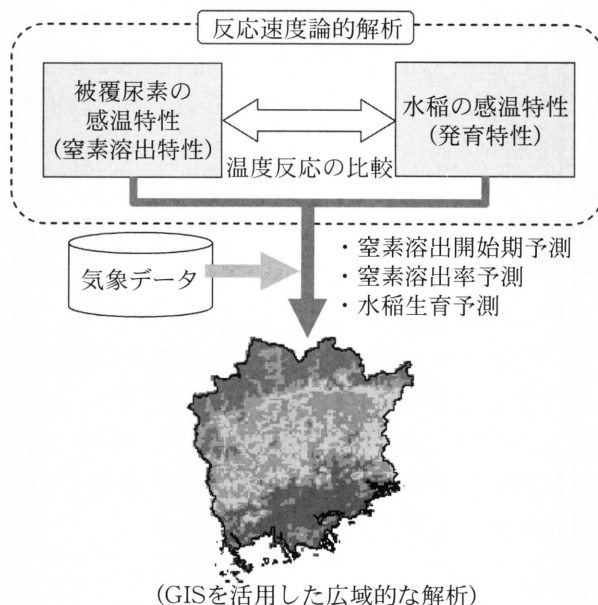 反応速度論的解析
被覆尿素の
感温特性
(窒素溶出特性)
水稲の感温特性
(発育特性)
温度反応の比較
気象データ
・窒素溶出開始期予測
・窒素溶出率予測
・水稲生育予測
(GISを活用した広域的な解析)